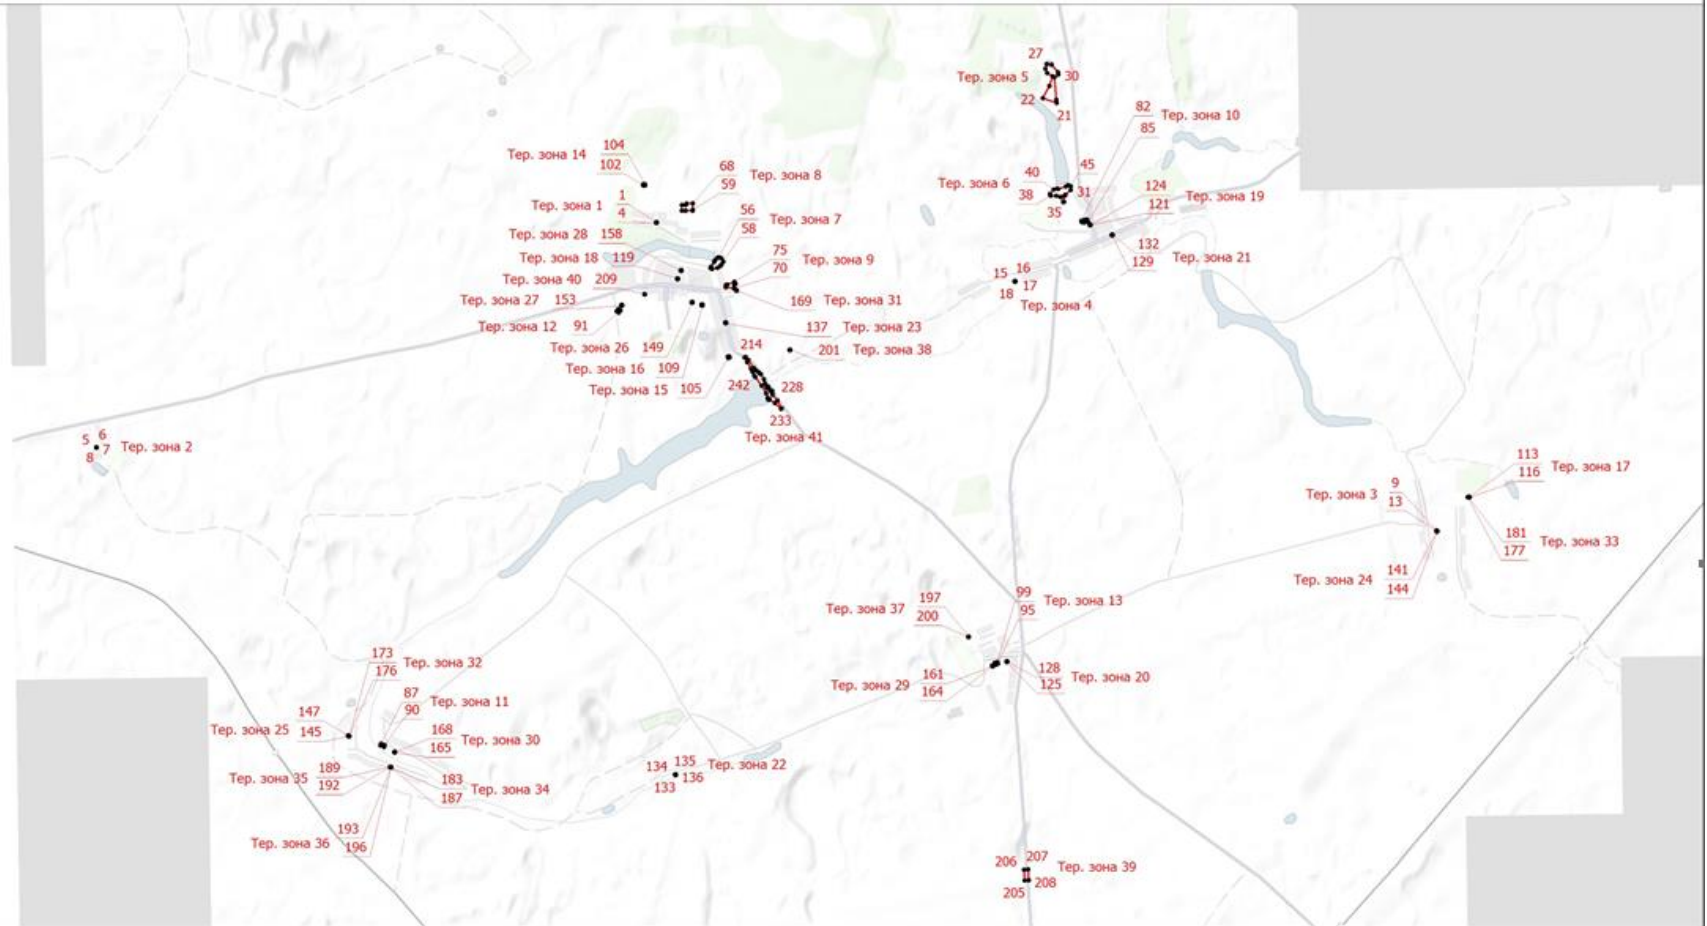 27
Тер. зона 5
30
22
21
82
Тер. зона 10
85
104
Тер. зона 14
102
68
Тер. зона 8
59
40
45
Тер. зона 6
38
31
35
124
Тер. зона 19
121
1
Тер. зона 1
4
56
Тер. зона 7
58
Тер. зона 28 158
Тер. зона 18 119
75
Тер. зона 9
70
132
Тер. зона 21
129
Тер. зона 40 209
15 16
17
18
Тер. зона 4
Тер. зона 27 153
169 Тер. зона 31
Тер. зона 12 91
137 Тер. зона 23
Тер. зона 26 149
214
201 Тер. зона 38
Тер. зона 16 109
Тер. зона 15 105
242
228
233
Тер. зона 41
5 6
7 Тер. зона 2
8
113
Тер. зона 17
116
9
Тер. зона 3
13
181
Тер. зона 33
177
141
Тер. зона 24
144
197
Тер. зона 37
200
99
Тер. зона 13
95
173
Тер. зона 32
176
161
Тер. зона 29
164
128
Тер. зона 20
125
87
Тер. зона 11
90
147
Тер. зона 25
145
168
Тер. зона 30
165
189
Тер. зона 35
192
183
Тер. зона 34
187
134 135 Тер. зона 22
133 136
193
Тер. зона 36
196
206 207 Тер. зона 39
205 208